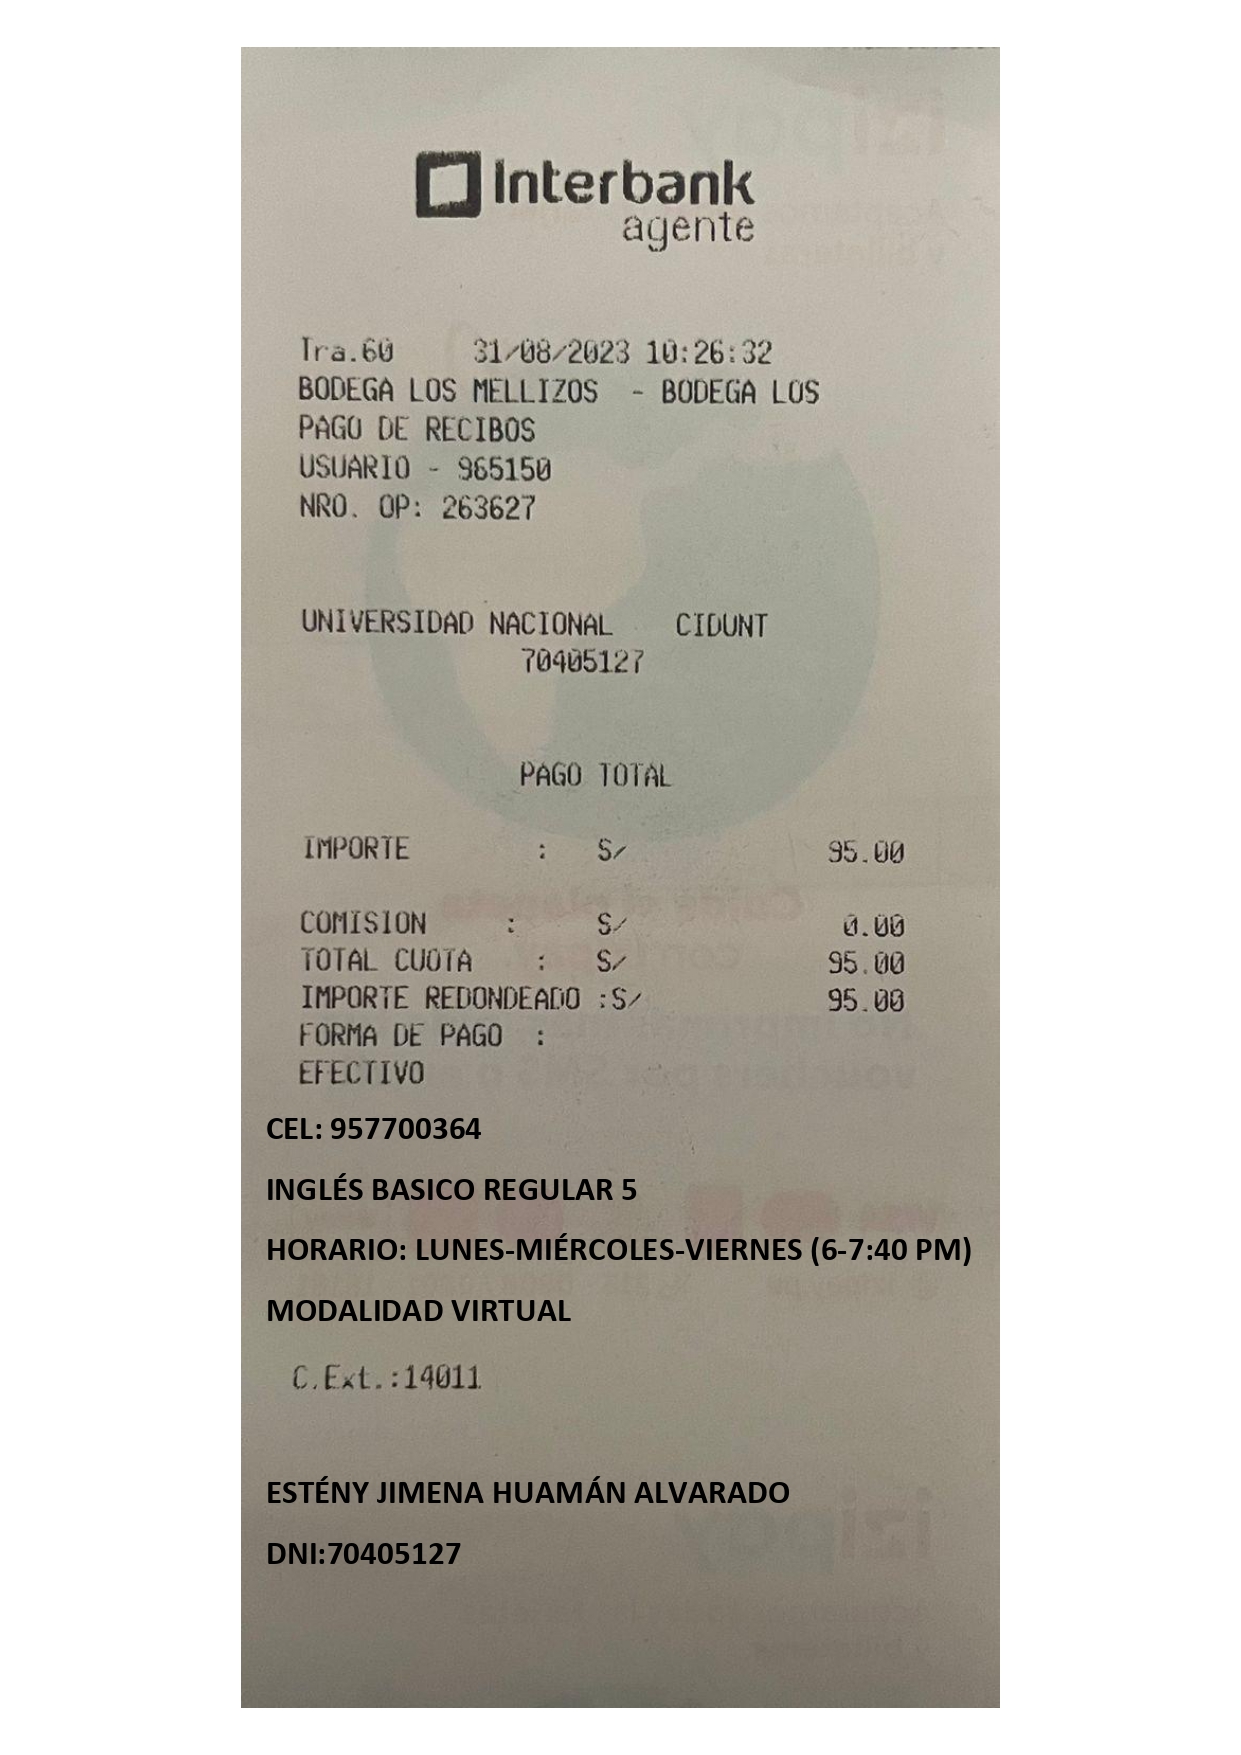 Interbank
agente
Tra.60 31/08/2023 10:26:32
BODEGA LOS MELLIZOS - BODEGA LOS
PAGO DE RECIBOS
USUARIO - 965150
NRO. OP: 263627
UNIVERSIDAD NACIONAL CIDUNT
70405127
PAGO TOTAL
IMPORTE : S/ 95.00
COMISION : S/ 0.00
TOTAL CUOTA : S/ 95.00
IMPORTE REDONDEADO :S/ 95.00
FORMA DE PAGO :
EFECTIVO
CEL: 957700364
INGLÉS BASICO REGULAR 5
HORARIO: LUNES-MIÉRCOLES-VIERNES (6-7:40 PM)
MODALIDAD VIRTUAL
C.Ext.:14011
ESTÉNY JIMENA HUAMÁN ALVARADO
DNI:70405127